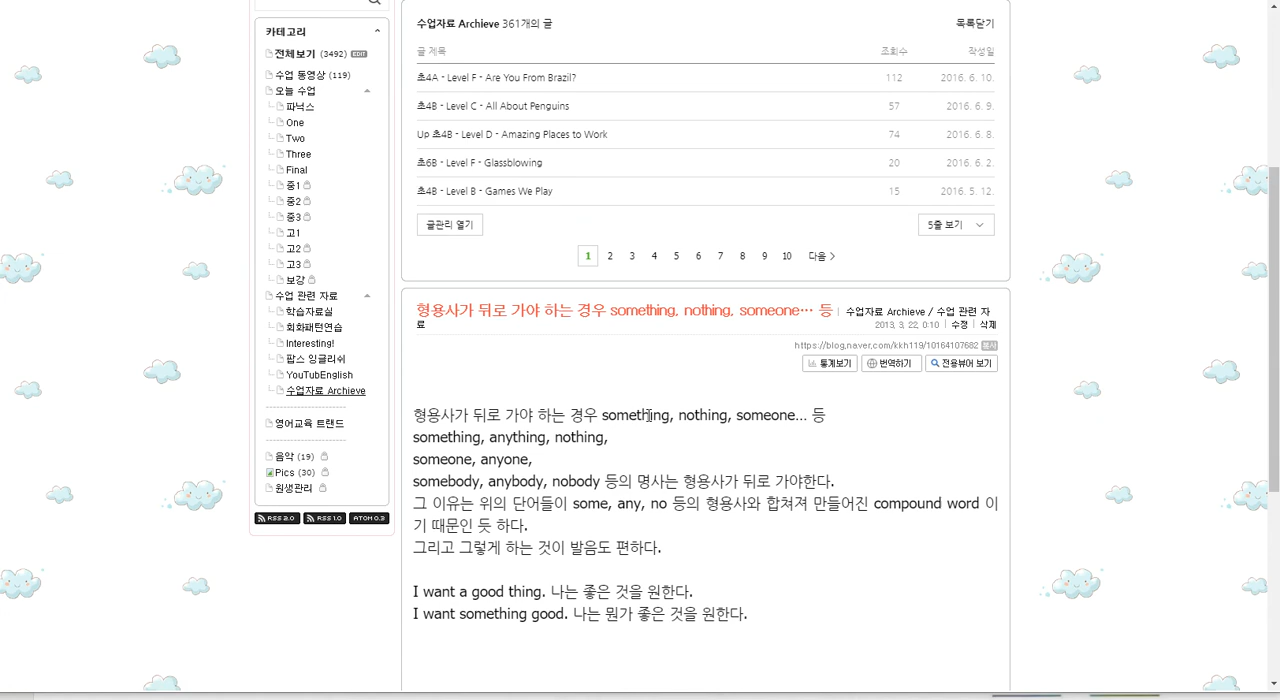 카테고리
전체보기 (3492) EDIT
수업 동영상 (119)
오늘 수업
파닉스
One
Two
Three
Final
중1
중2
중3
고1
고2
고3
보강
수업 관련 자료
학습자료실
회화패턴연습
Interesting!
팝스 잉글리쉬
YouTubEnglish
수업자료 Archieve
영어교육 트렌드
음악 (19)
Pics (30)
원생관리
RSS 2.0 RSS 1.0 ATOM 0.3
수업자료 Archieve 361개의 글 목록닫기
글 제목 조회수 작성일
초4A - Level F - Are You From Brazil? 112 2016. 6. 10.
초4B - Level C - All About Penguins 57 2016. 6. 9.
Up 초4B - Level D - Amazing Places to Work 74 2016. 6. 8.
초6B - Level F - Glassblowing 20 2016. 6. 2.
초4B - Level B - Games We Play 15 2016. 5. 12.
글관리 열기 5줄 보기
1 2 3 4 5 6 7 8 9 10 다음 >
형용사가 뒤로 가야 하는 경우 something, nothing, someone… 등 | 수업자료 Archieve / 수업 관련 자
료 2013. 3. 22. 0:10 | 수정 | 삭제
https://blog.naver.com/kkh119/10164107682 복사
통계보기 번역하기 전용뷰어 보기
형용사가 뒤로 가야 하는 경우 something, nothing, someone... 등
something, anything, nothing,
someone, anyone,
somebody, anybody, nobody 등의 명사는 형용사가 뒤로 가야한다.
그 이유는 위의 단어들이 some, any, no 등의 형용사와 합쳐져 만들어진 compound word 이
기 때문인 듯 하다.
그리고 그렇게 하는 것이 발음도 편하다.
I want a good thing. 나는 좋은 것을 원한다.
I want something good. 나는 뭔가 좋은 것을 원한다.